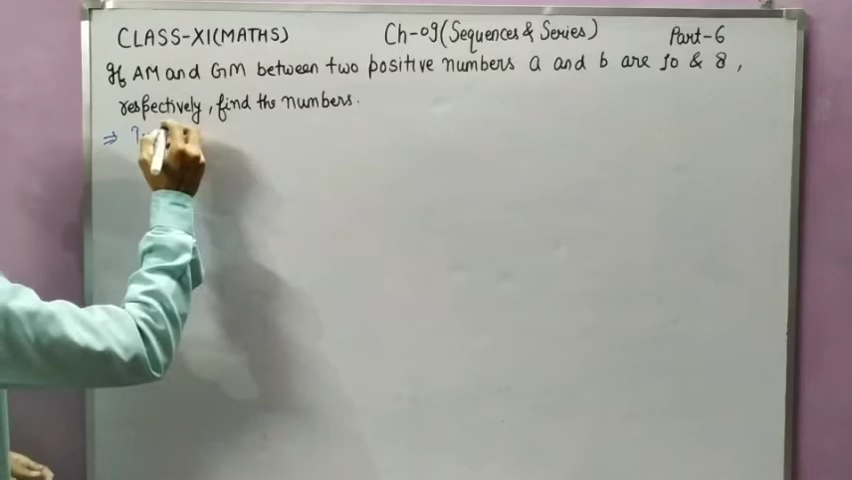 CLASS-XI(MATHS) Ch-09(Sequences & Series) Part-6
If AM and GM between two positive numbers a and b are 10 & 8,
respectively, find the numbers.
⇒